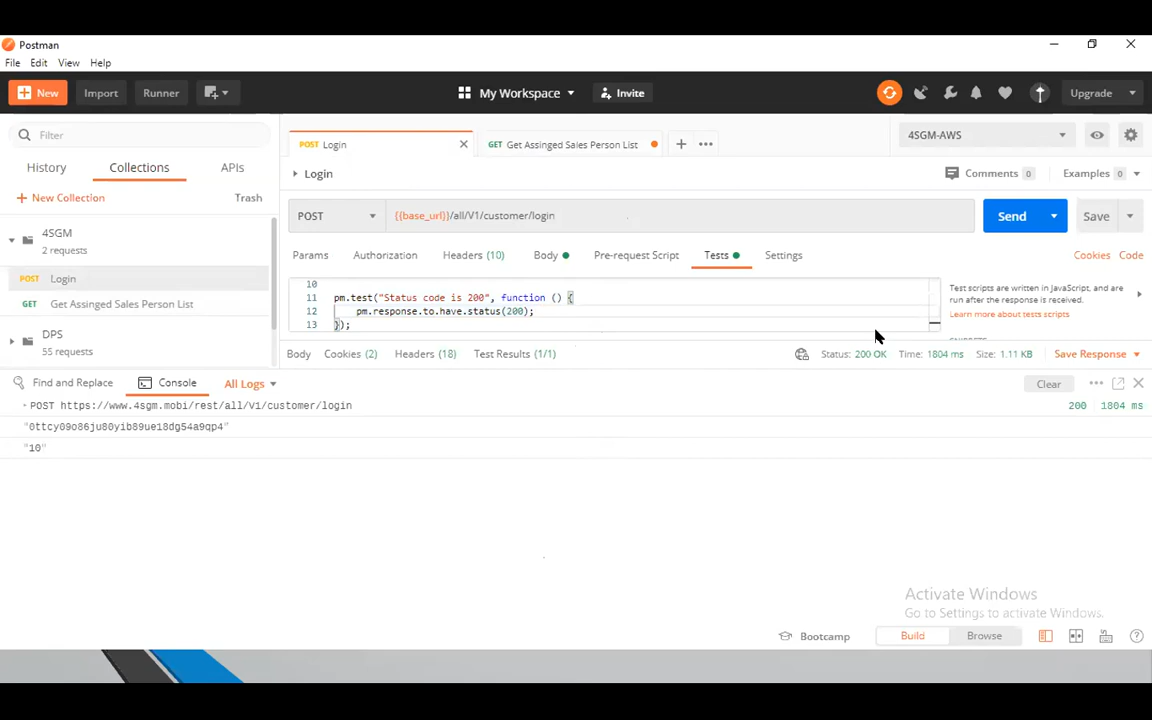 Postman
File Edit View Help
New Import Runner My Workspace Invite Upgrade
Filter
History Collections APIs
New Collection Trash
4SGM
2 requests
POST Login
GET Get Assinged Sales Person List
DPS
55 requests
POST Login GET Get Assinged Sales Person List 4SGM-AWS
Login Comments 0 Examples 0
POST {{base_url}}/all/V1/customer/login Send Save
Params Authorization Headers (10) Body Pre-request Script Tests Settings Cookies Code
10
11 pm.test("Status code is 200", function () {
12 pm.response.to.have.status(200);
13 });
Test scripts are written in JavaScript, and are
run after the response is received.
Learn more about tests scripts
Body Cookies (2) Headers (18) Test Results (1/1) Status: 200 OK Time: 1804 ms Size: 1.11 KB Save Response
Find and Replace Console All Logs Clear
POST https://www.4sgm.mobi/rest/all/V1/customer/login 200 1804 ms
"0ttcy09o86ju80yib89ue18dg54a9qp4"
"10"
Activate Windows
Go to Settings to activate Windows.
Bootcamp Build Browse